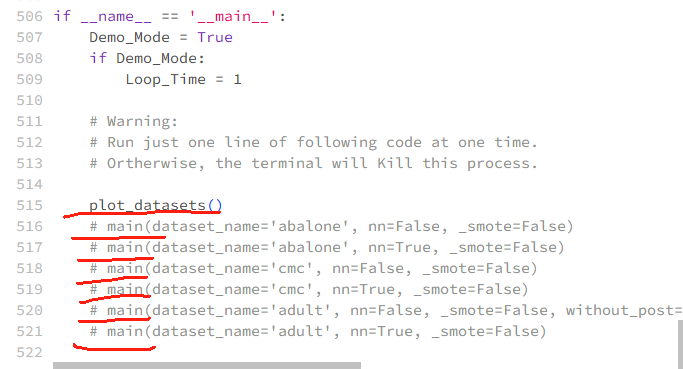 506 if __name__ == '__main__':
507 Demo_Mode = True
508 if Demo_Mode:
509 Loop_Time = 1
510
511 # Warning:
512 # Run just one line of following code at one time.
513 # Ortherwise, the terminal will Kill this process.
514
515 plot_datasets()
516 # main(dataset_name='abalone', nn=False, _smote=False)
517 # main(dataset_name='abalone', nn=True, _smote=False)
518 # main(dataset_name='cmc', nn=False, _smote=False)
519 # main(dataset_name='cmc', nn=True, _smote=False)
520 # main(dataset_name='adult', nn=False, _smote=False, without_post=
521 # main(dataset_name='adult', nn=True, _smote=False)
522